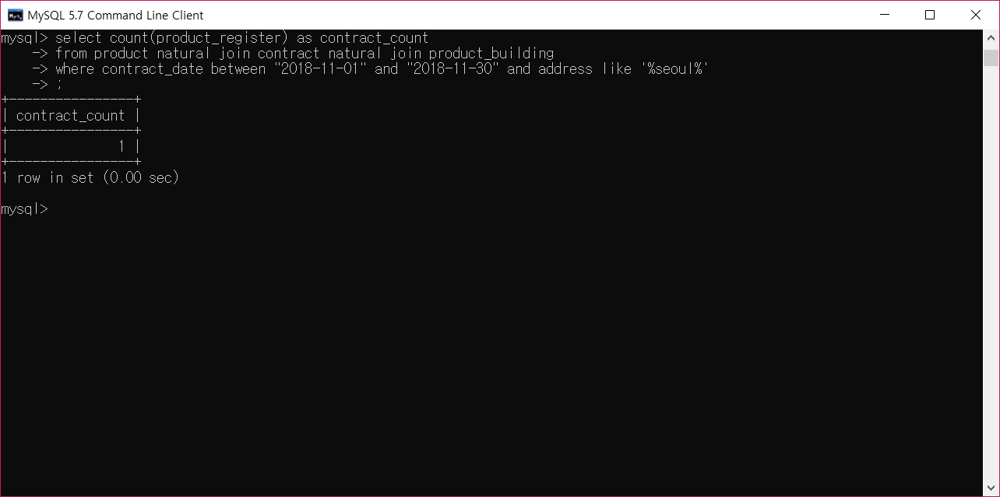 MySQL 5.7 Command Line Client
mysql> select count(product_register) as contract_count
    -> from product natural join contract natural join product_building
    -> where contract_date between "2018-11-01" and "2018-11-30" and address like '%seoul%'
    -> ;
+----------------+
| contract_count |
+----------------+
|              1 |
+----------------+
1 row in set (0.00 sec)
mysql>